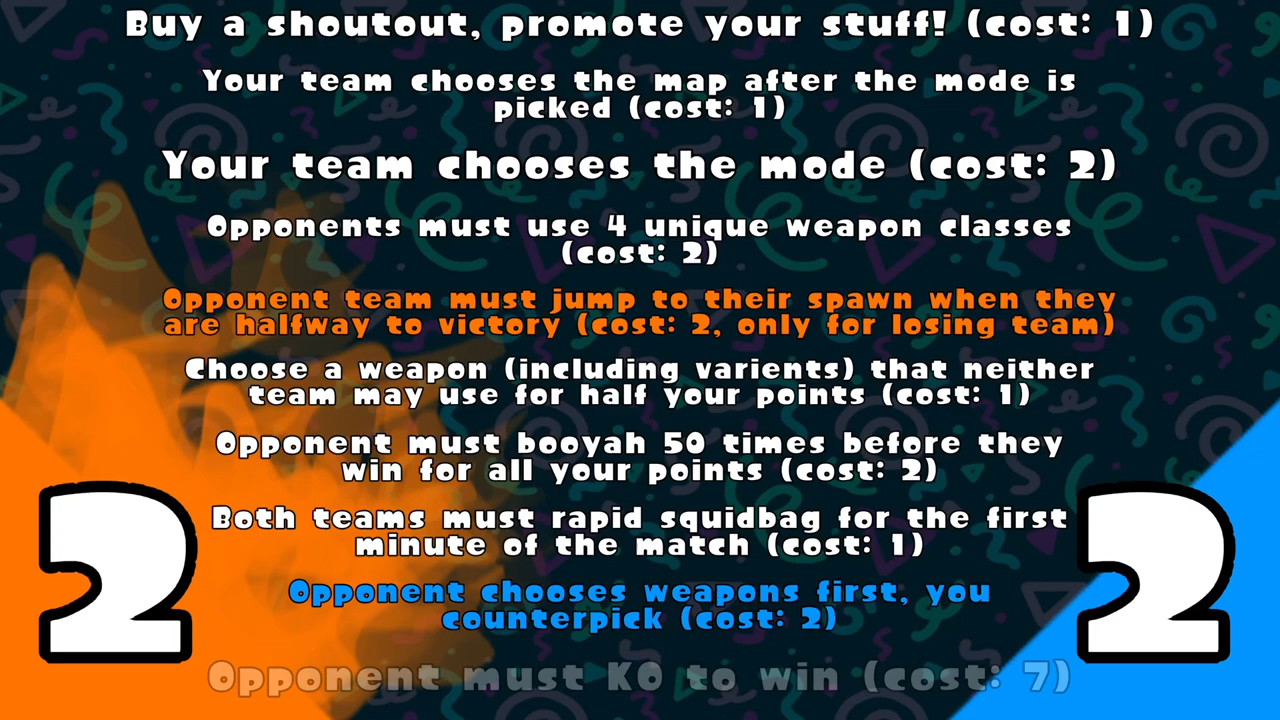 Buy a shoutout, promote your stuff! (cost: 1)
Your team chooses the map after the mode is
picked (cost: 1)
Your team chooses the mode (cost: 2)
Opponents must use 4 unique weapon classes
(cost: 2)
Opponent team must jump to their spawn when they
are halfway to victory (cost: 2, only for losing team)
Choose a weapon (including varients) that neither
team may use for half your points (cost: 1)
Opponent must booyah 50 times before they
win for all your points (cost: 2)
Both teams must rapid squidbag for the first
minute of the match (cost: 1)
Opponent chooses weapons first, you
counterpick (cost: 2)
Opponent must KO to win (cost: 7)
2
2